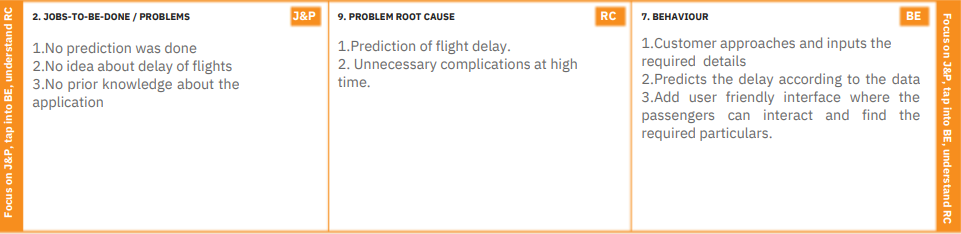 Focus on J&P, tap into BE, understand RC
2. JOBS-TO-BE-DONE / PROBLEMS
J&P
1.No prediction was done
2.No idea about delay of flights
3.No prior knowledge about the
application
9. PROBLEM ROOT CAUSE
RC
1.Prediction of flight delay.
2. Unnecessary complications at high
time.
7. BEHAVIOUR
BE
1.Customer approaches and inputs the
required details
2.Predicts the delay according to the data
3.Add user friendly interface where the
passengers can interact and find the
required particulars.
Focus on J&P, tap into BE, understand RC